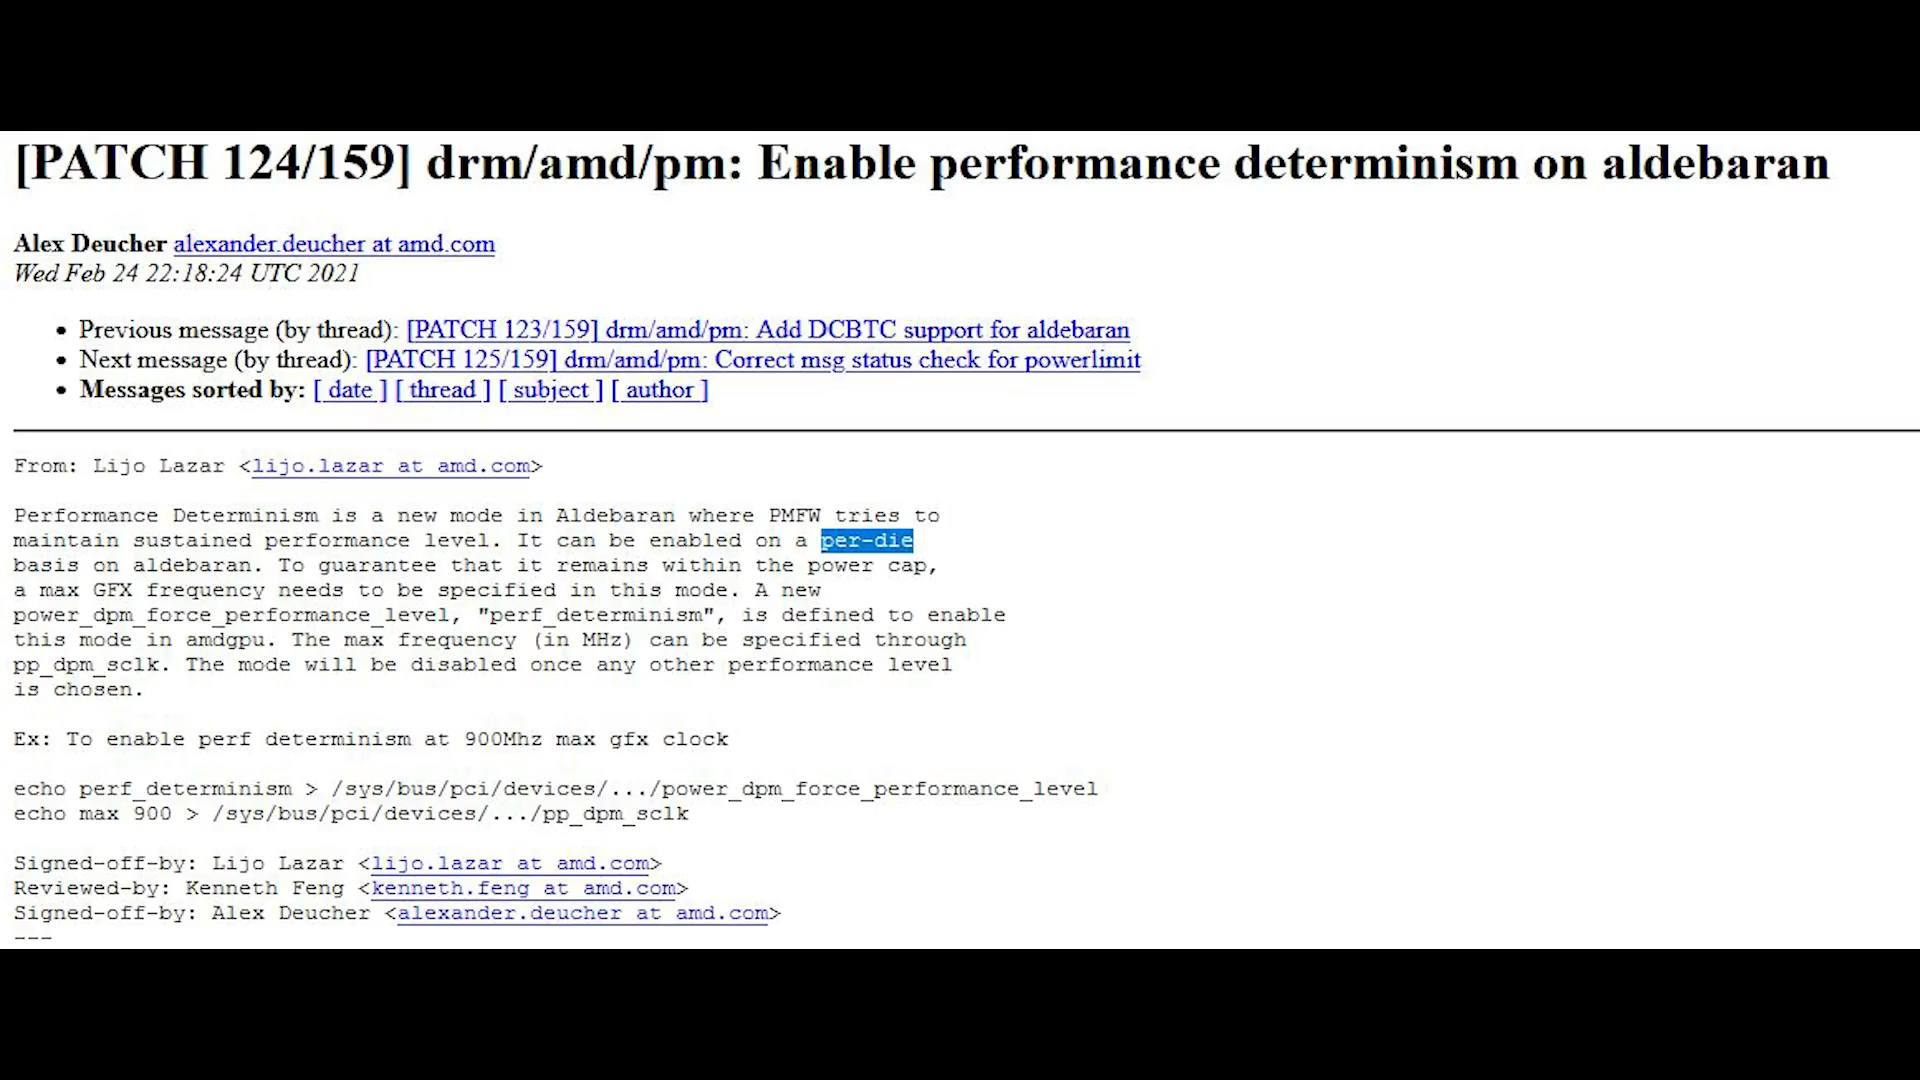 [PATCH 124/159] drm/amd/pm: Enable performance determinism on aldebaran
Alex Deucher alexander.deucher at amd.com
Wed Feb 24 22:18:24 UTC 2021
• Previous message (by thread): [PATCH 123/159] drm/amd/pm: Add DCBTC support for aldebaran
• Next message (by thread): [PATCH 125/159] drm/amd/pm: Correct msg status check for powerlimit
• Messages sorted by: [ date ] [ thread ] [ subject ] [ author ]
From: Lijo Lazar <lijo.lazar at amd.com>
Performance Determinism is a new mode in Aldebaran where PMFW tries to
maintain sustained performance level. It can be enabled on a per-die
basis on aldebaran. To guarantee that it remains within the power cap,
a max GFX frequency needs to be specified in this mode. A new
power_dpm_force_performance_level, "perf_determinism", is defined to enable
this mode in amdgpu. The max frequency (in MHz) can be specified through
pp_dpm_sclk. The mode will be disabled once any other performance level
is chosen.
Ex: To enable perf determinism at 900Mhz max gfx clock
echo perf_determinism > /sys/bus/pci/devices/.../power_dpm_force_performance_level
echo max 900 > /sys/bus/pci/devices/.../pp_dpm_sclk
Signed-off-by: Lijo Lazar <lijo.lazar at amd.com>
Reviewed-by: Kenneth Feng <kenneth.feng at amd.com>
Signed-off-by: Alex Deucher <alexander.deucher at amd.com>
---